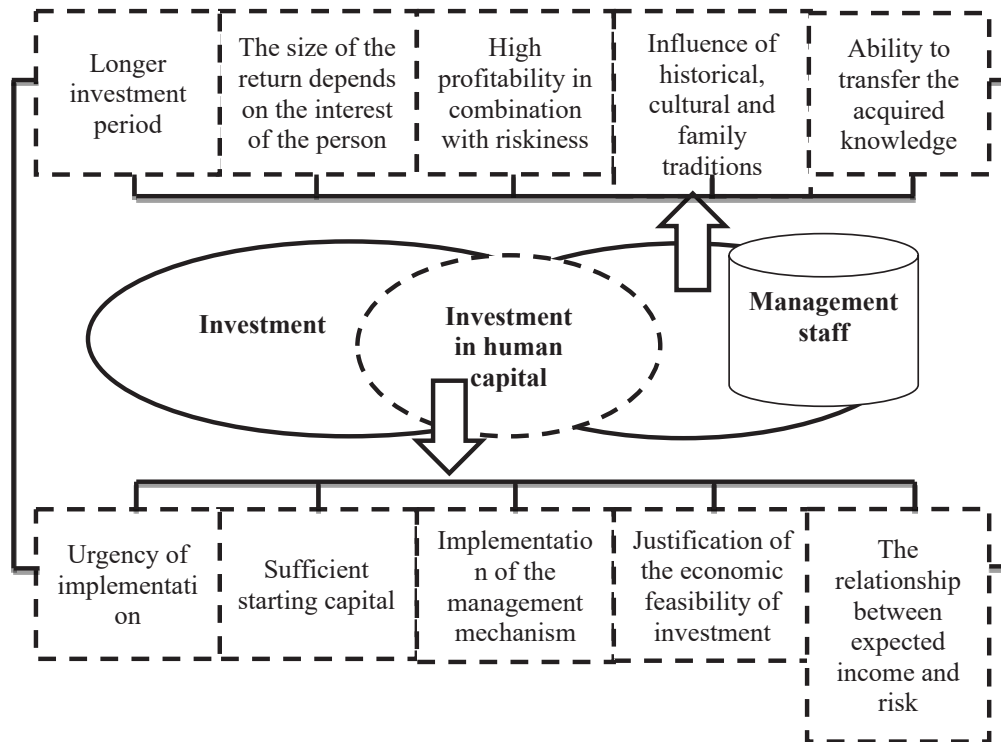 Longer
investment
period
The size of the
return depends
on the interest
of the person
High
profitability in
combination
with riskiness
Influence of
historical,
cultural and
family
traditions
Ability to
transfer the
acquired
knowledge
Investment
Investment
in human
capital
Management
staff
Urgency of
implementati
on
Sufficient
starting capital
Implementatio
n of the
management
mechanism
Justification of
the economic
feasibility of
investment
The
relationship
between
expected
income and
risk